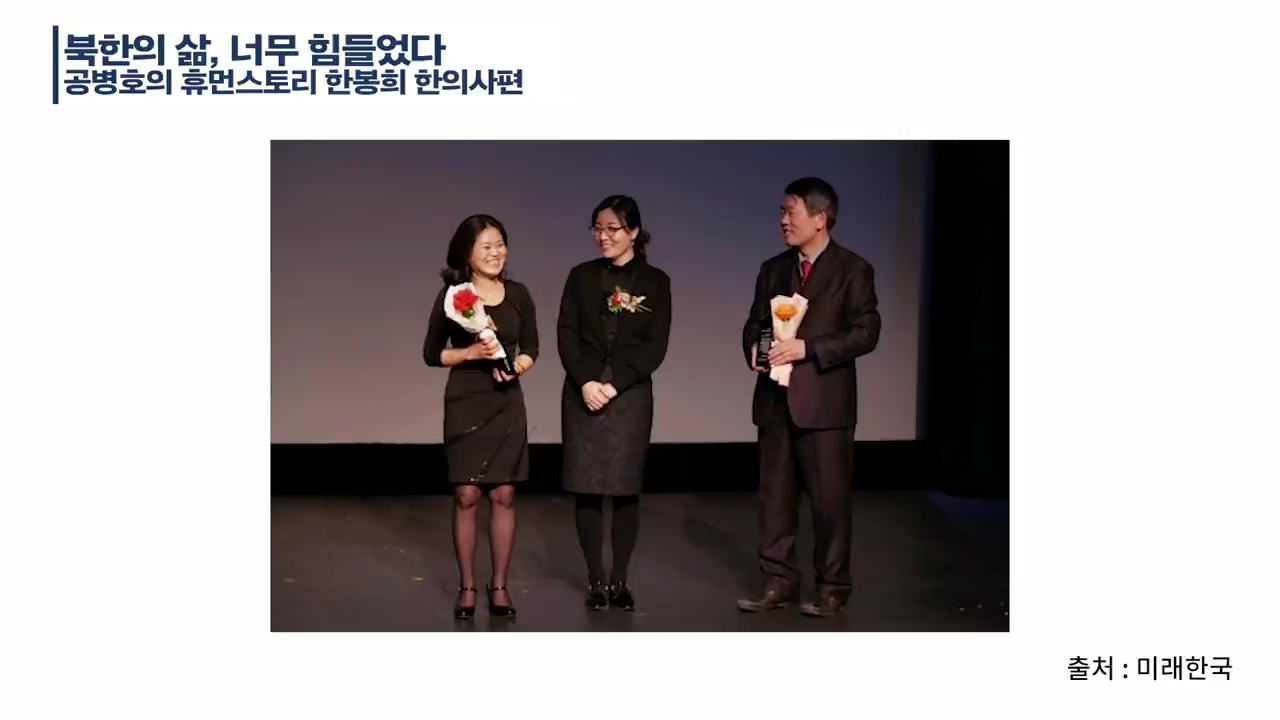 북한의 삶, 너무 힘들었다
공병호의 휴먼스토리 한봉희 한의사편
출처 : 미래한국